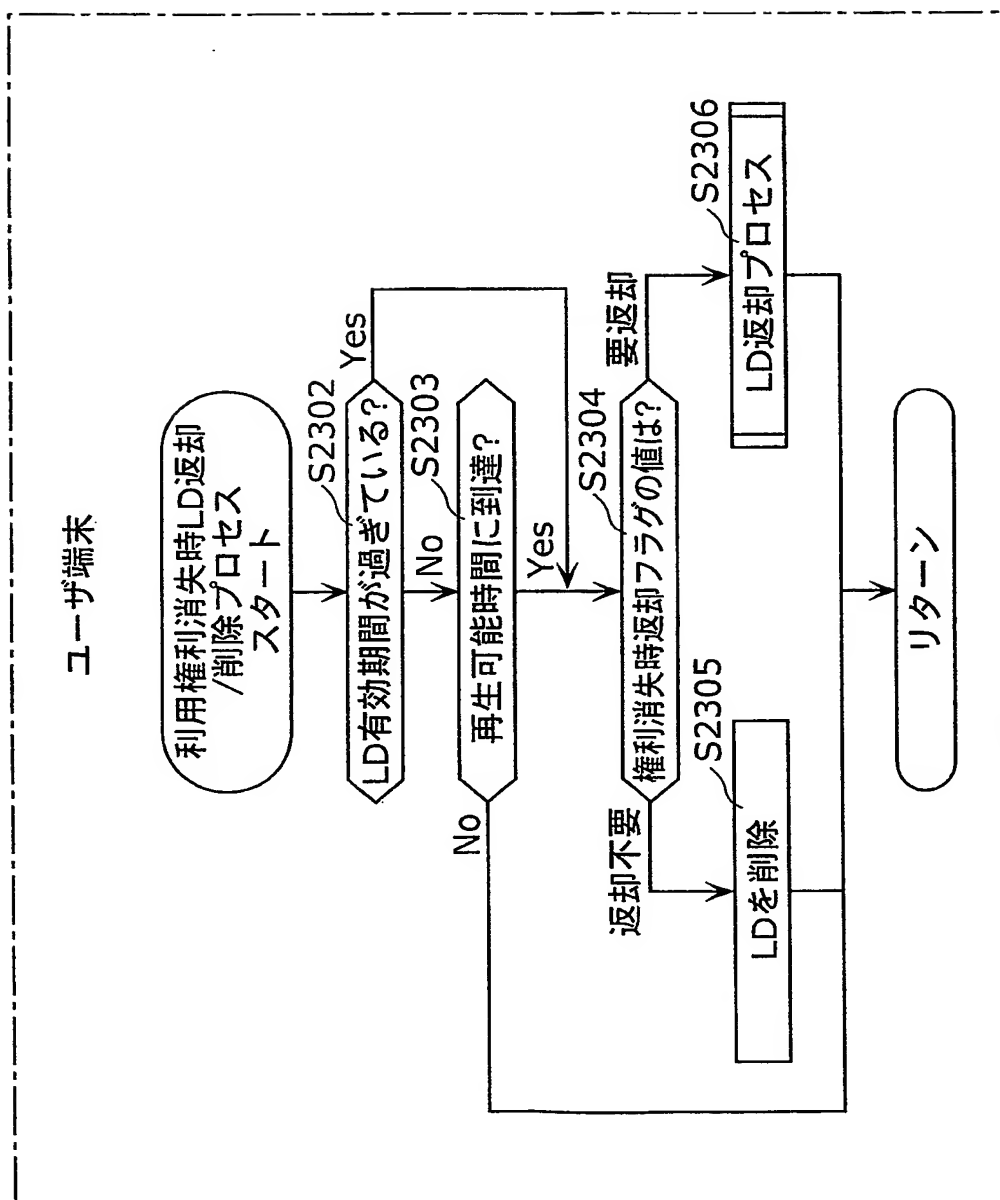 ユーザ端末
利用権利消失時LD返却
/削除プロセス
スタート
S2302
LD有効期間が過ぎている?
Yes
No
S2303
再生可能時間に到達?
No
Yes
S2304
権利消失時返却フラグの値は?
返却不要
要返却
S2305
LDを削除
S2306
LD返却プロセス
リターン